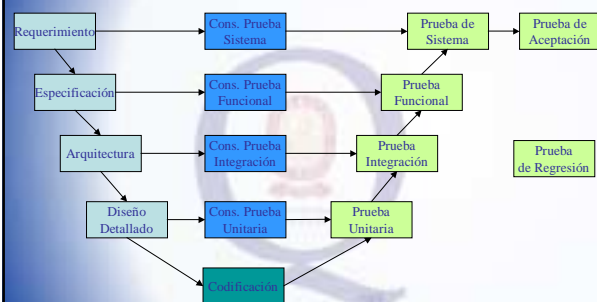 Requerimiento
Cons. Prueba
Sistema
Prueba de
Sistema
Prueba de
Aceptación
Especificación
Cons. Prueba
Funcional
Prueba
Funcional
Arquitectura
Cons. Prueba
Integración
Prueba
Integración
Prueba
de Regresión
Diseño
Detallado
Cons. Prueba
Unitaria
Prueba
Unitaria
Codificación